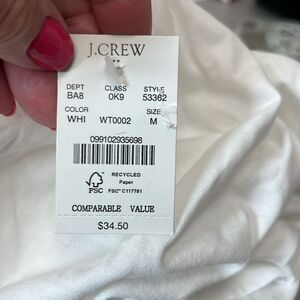 J.CREW
DEPT CLASS STYLE
BA8 0K9 53362
COLOR SIZE
WHI WT0002 M
099102935698
RECYCLED
Paper
FSC FSC™ C117781
COMPARABLE VALUE
$34.50